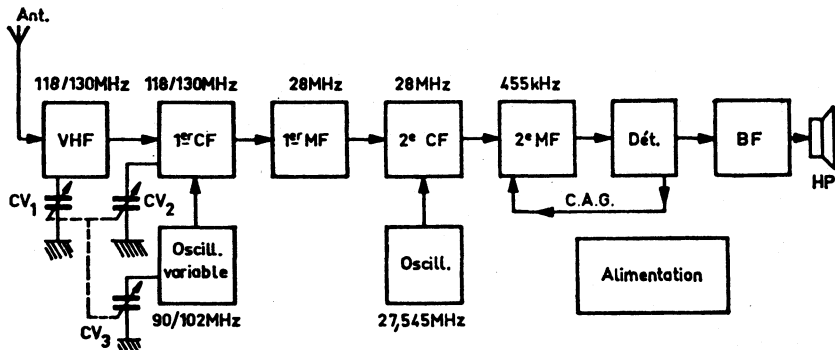 Ant.
118/130MHz
118/130MHz
28MHz
28MHz
455kHz
VHF
1er CF
1er MF
2e CF
2e MF
Dét.
BF
HP
C.A.G.
CV1
CV2
Oscill.
variable
Oscill.
Alimentation
CV3
90/102MHz
27,545MHz